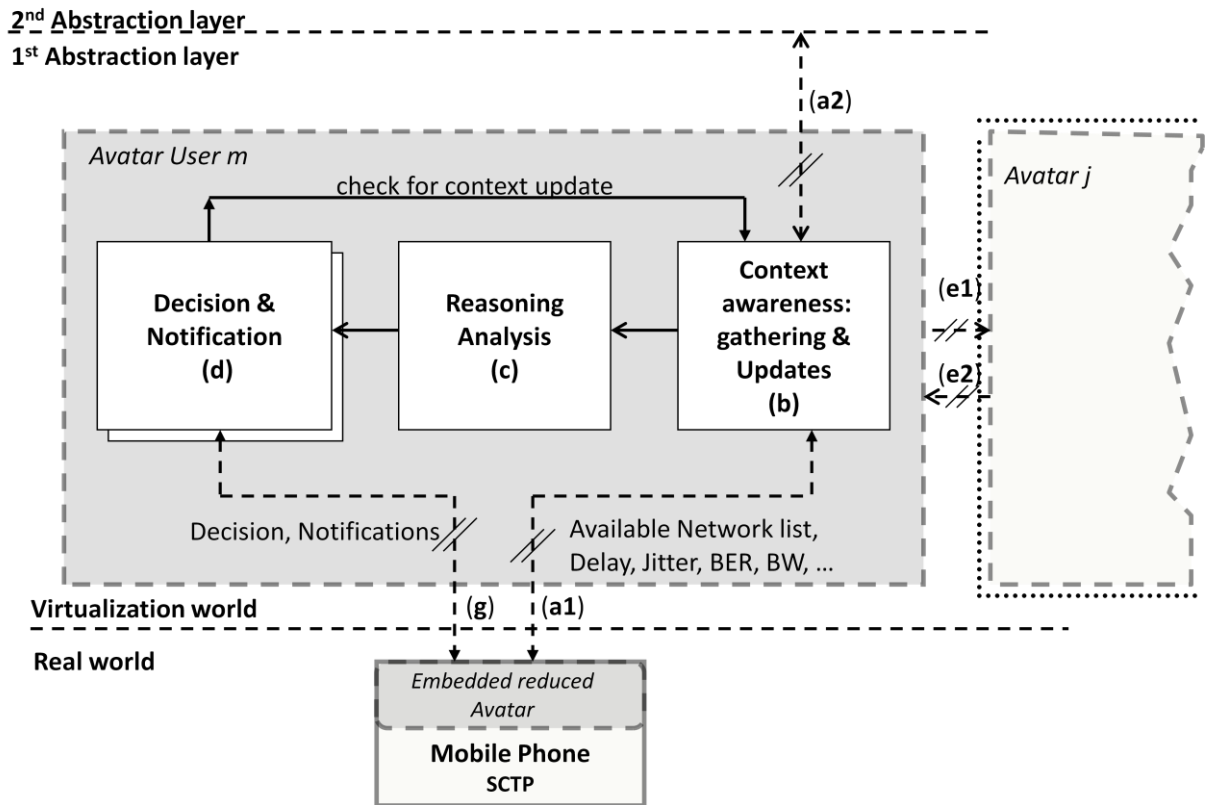 2nd Abstraction layer
1st Abstraction layer
(a2)
Avatar User m
Avatar j
check for context update
Decision &
Notification
(d)
Reasoning
Analysis
(c)
Context
awareness:
gathering &
Updates
(b)
(e1)
(e2)
Decision, Notifications
Available Network list,
Delay, Jitter, BER, BW, ...
Virtualization world
(g)
(a1)
Real world
Embedded reduced
Avatar
Mobile Phone
SCTP